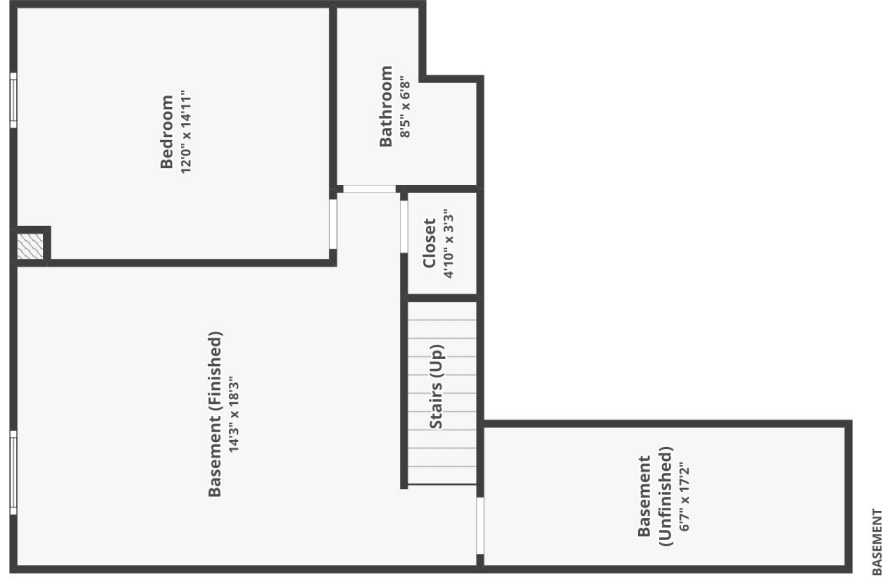 Bedroom
12'0" x 14'11"
Bathroom
8'5" x 6'8"
Closet
4'10" x 3'3"
Basement (Finished)
14'3" x 18'3"
Stairs (Up)
Basement
(Unfinished)
6'7" x 17'2"
BASEMENT